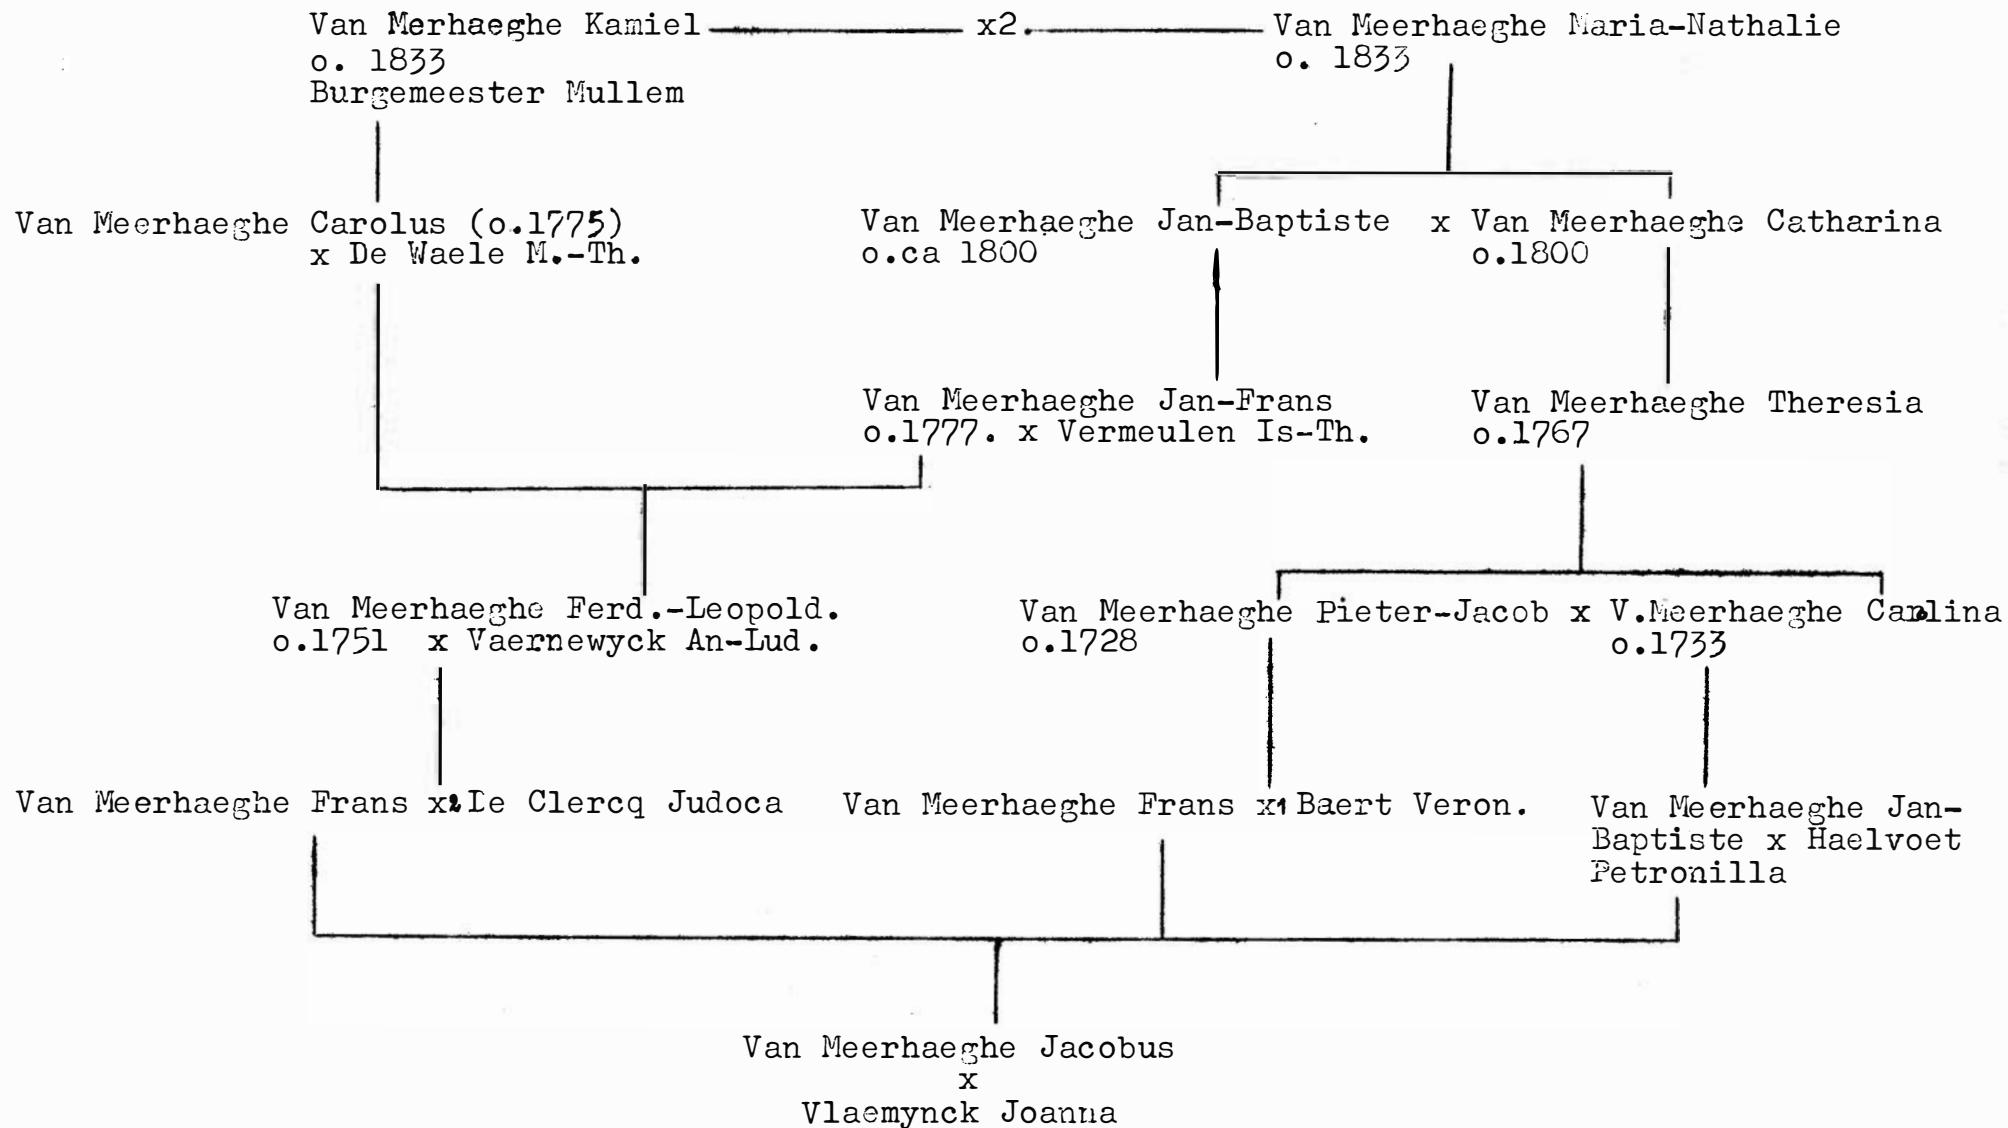 Van Merhaeghe Kamiel x2. Van Meerhaeghe Maria-Nathalie
o. 1833 o. 1833
Burgemeester Mullem
Van Meerhaeghe Carolus (o.1775) Van Meerhaeghe Jan-Baptiste x Van Meerhaeghe Catharina
x De Waele M.-Th. o.ca 1800 o.1800
Van Meerhaeghe Jan-Frans Van Meerhaeghe Theresia
o.1777. x Vermeulen Is-Th. o.1767
Van Meerhaeghe Ferd.-Leopold. Van Meerhaeghe Pieter-Jacob x V.Meerhaeghe Carolina
o.1751 x Vaernewyck An-Lud. o.1728 o.1733
Van Meerhaeghe Frans x2 De Clercq Judoca Van Meerhaeghe Frans x1 Baert Veron. Van Meerhaeghe Jan-
Baptiste x Haelvoet
Petronilla
Van Meerhaeghe Jacobus
x
Vlaemynck Joanna